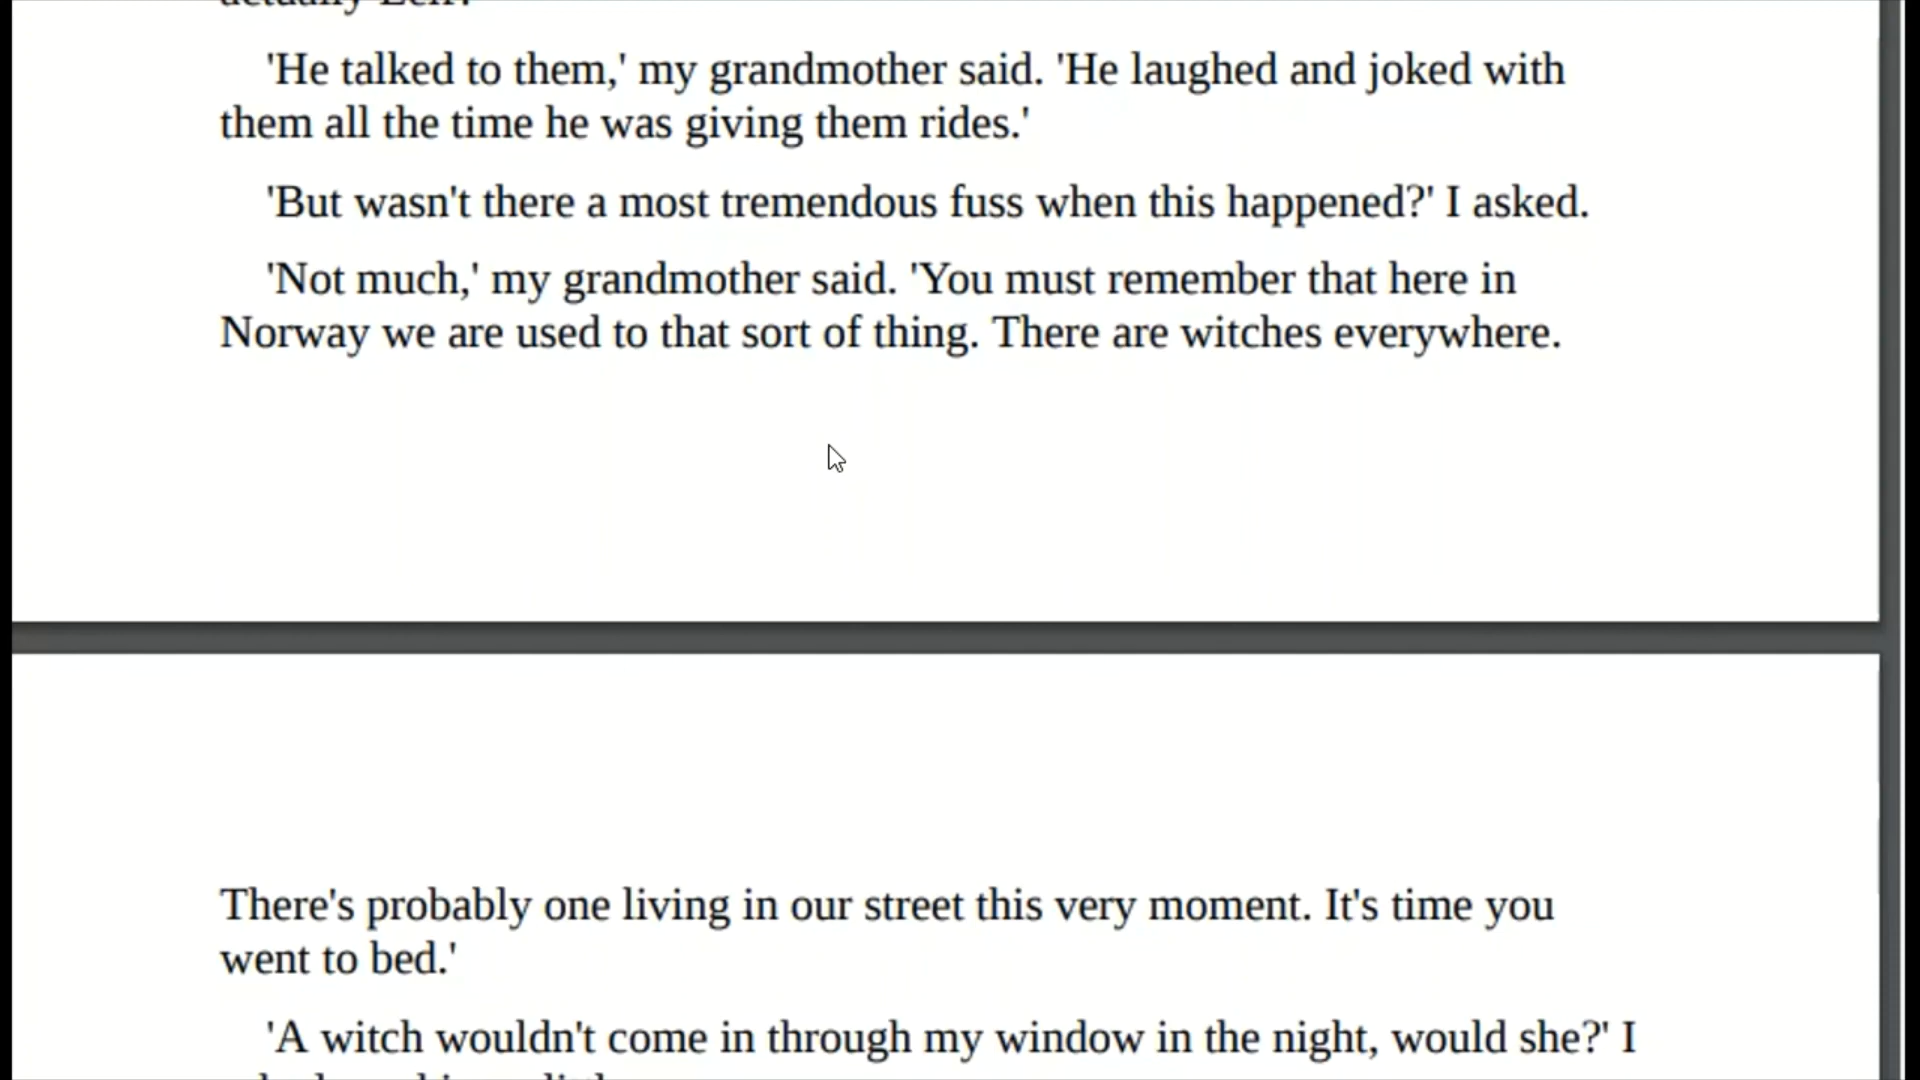 'He talked to them,' my grandmother said. 'He laughed and joked with
them all the time he was giving them rides.'
'But wasn't there a most tremendous fuss when this happened?' I asked.
'Not much,' my grandmother said. 'You must remember that here in
Norway we are used to that sort of thing. There are witches everywhere.
There's probably one living in our street this very moment. It's time you
went to bed.'
'A witch wouldn't come in through my window in the night, would she?' I